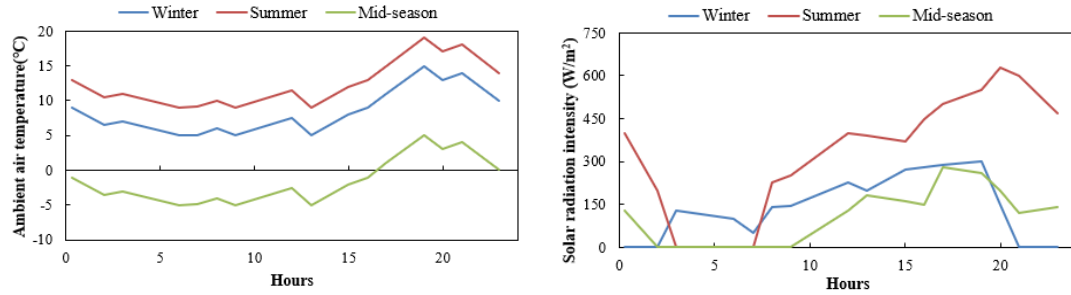 Winter Summer Mid-season
Ambient air temperature(℃)
20
15
10
5
0
-5
-10
0 5 10 15 20
Hours
Winter Summer Mid-season
Solar radiation intensity (W/m²)
750
600
450
300
150
0
0 5 10 15 20
Hours